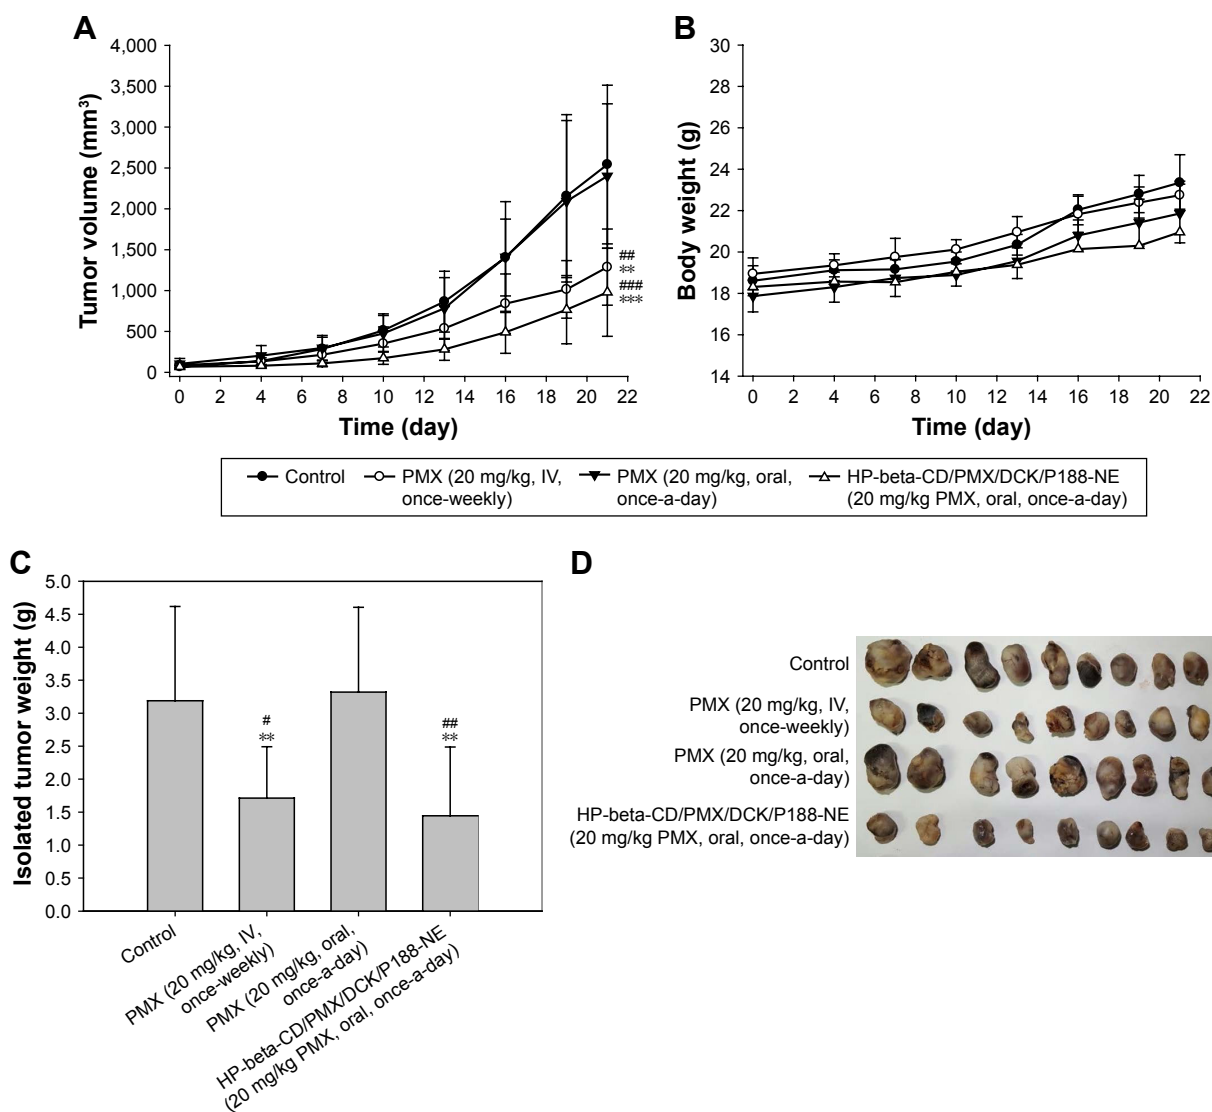 A
4,000
3,500
3,000
2,500
2,000
1,500
1,000
500
0
Tumor volume (mm³)
##
**
###
***
0 2 4 6 8 10 12 14 16 18 20 22
Time (day)
B
30
28
26
24
22
20
18
16
14
Body weight (g)
0 2 4 6 8 10 12 14 16 18 20 22
Time (day)
Control
PMX (20 mg/kg, IV,
once-weekly)
PMX (20 mg/kg, oral,
once-a-day)
HP-beta-CD/PMX/DCK/P188-NE
(20 mg/kg PMX, oral, once-a-day)
C
5.0
4.5
4.0
3.5
3.0
2.5
2.0
1.5
1.0
0.5
0.0
Isolated tumor weight (g)
#
**
##
**
Control
PMX (20 mg/kg, IV,
once-weekly)
PMX (20 mg/kg, oral,
once-a-day)
HP-beta-CD/PMX/DCK/P188-NE
(20 mg/kg PMX, oral, once-a-day)
D
Control
PMX (20 mg/kg, IV,
once-weekly)
PMX (20 mg/kg, oral,
once-a-day)
HP-beta-CD/PMX/DCK/P188-NE
(20 mg/kg PMX, oral, once-a-day)